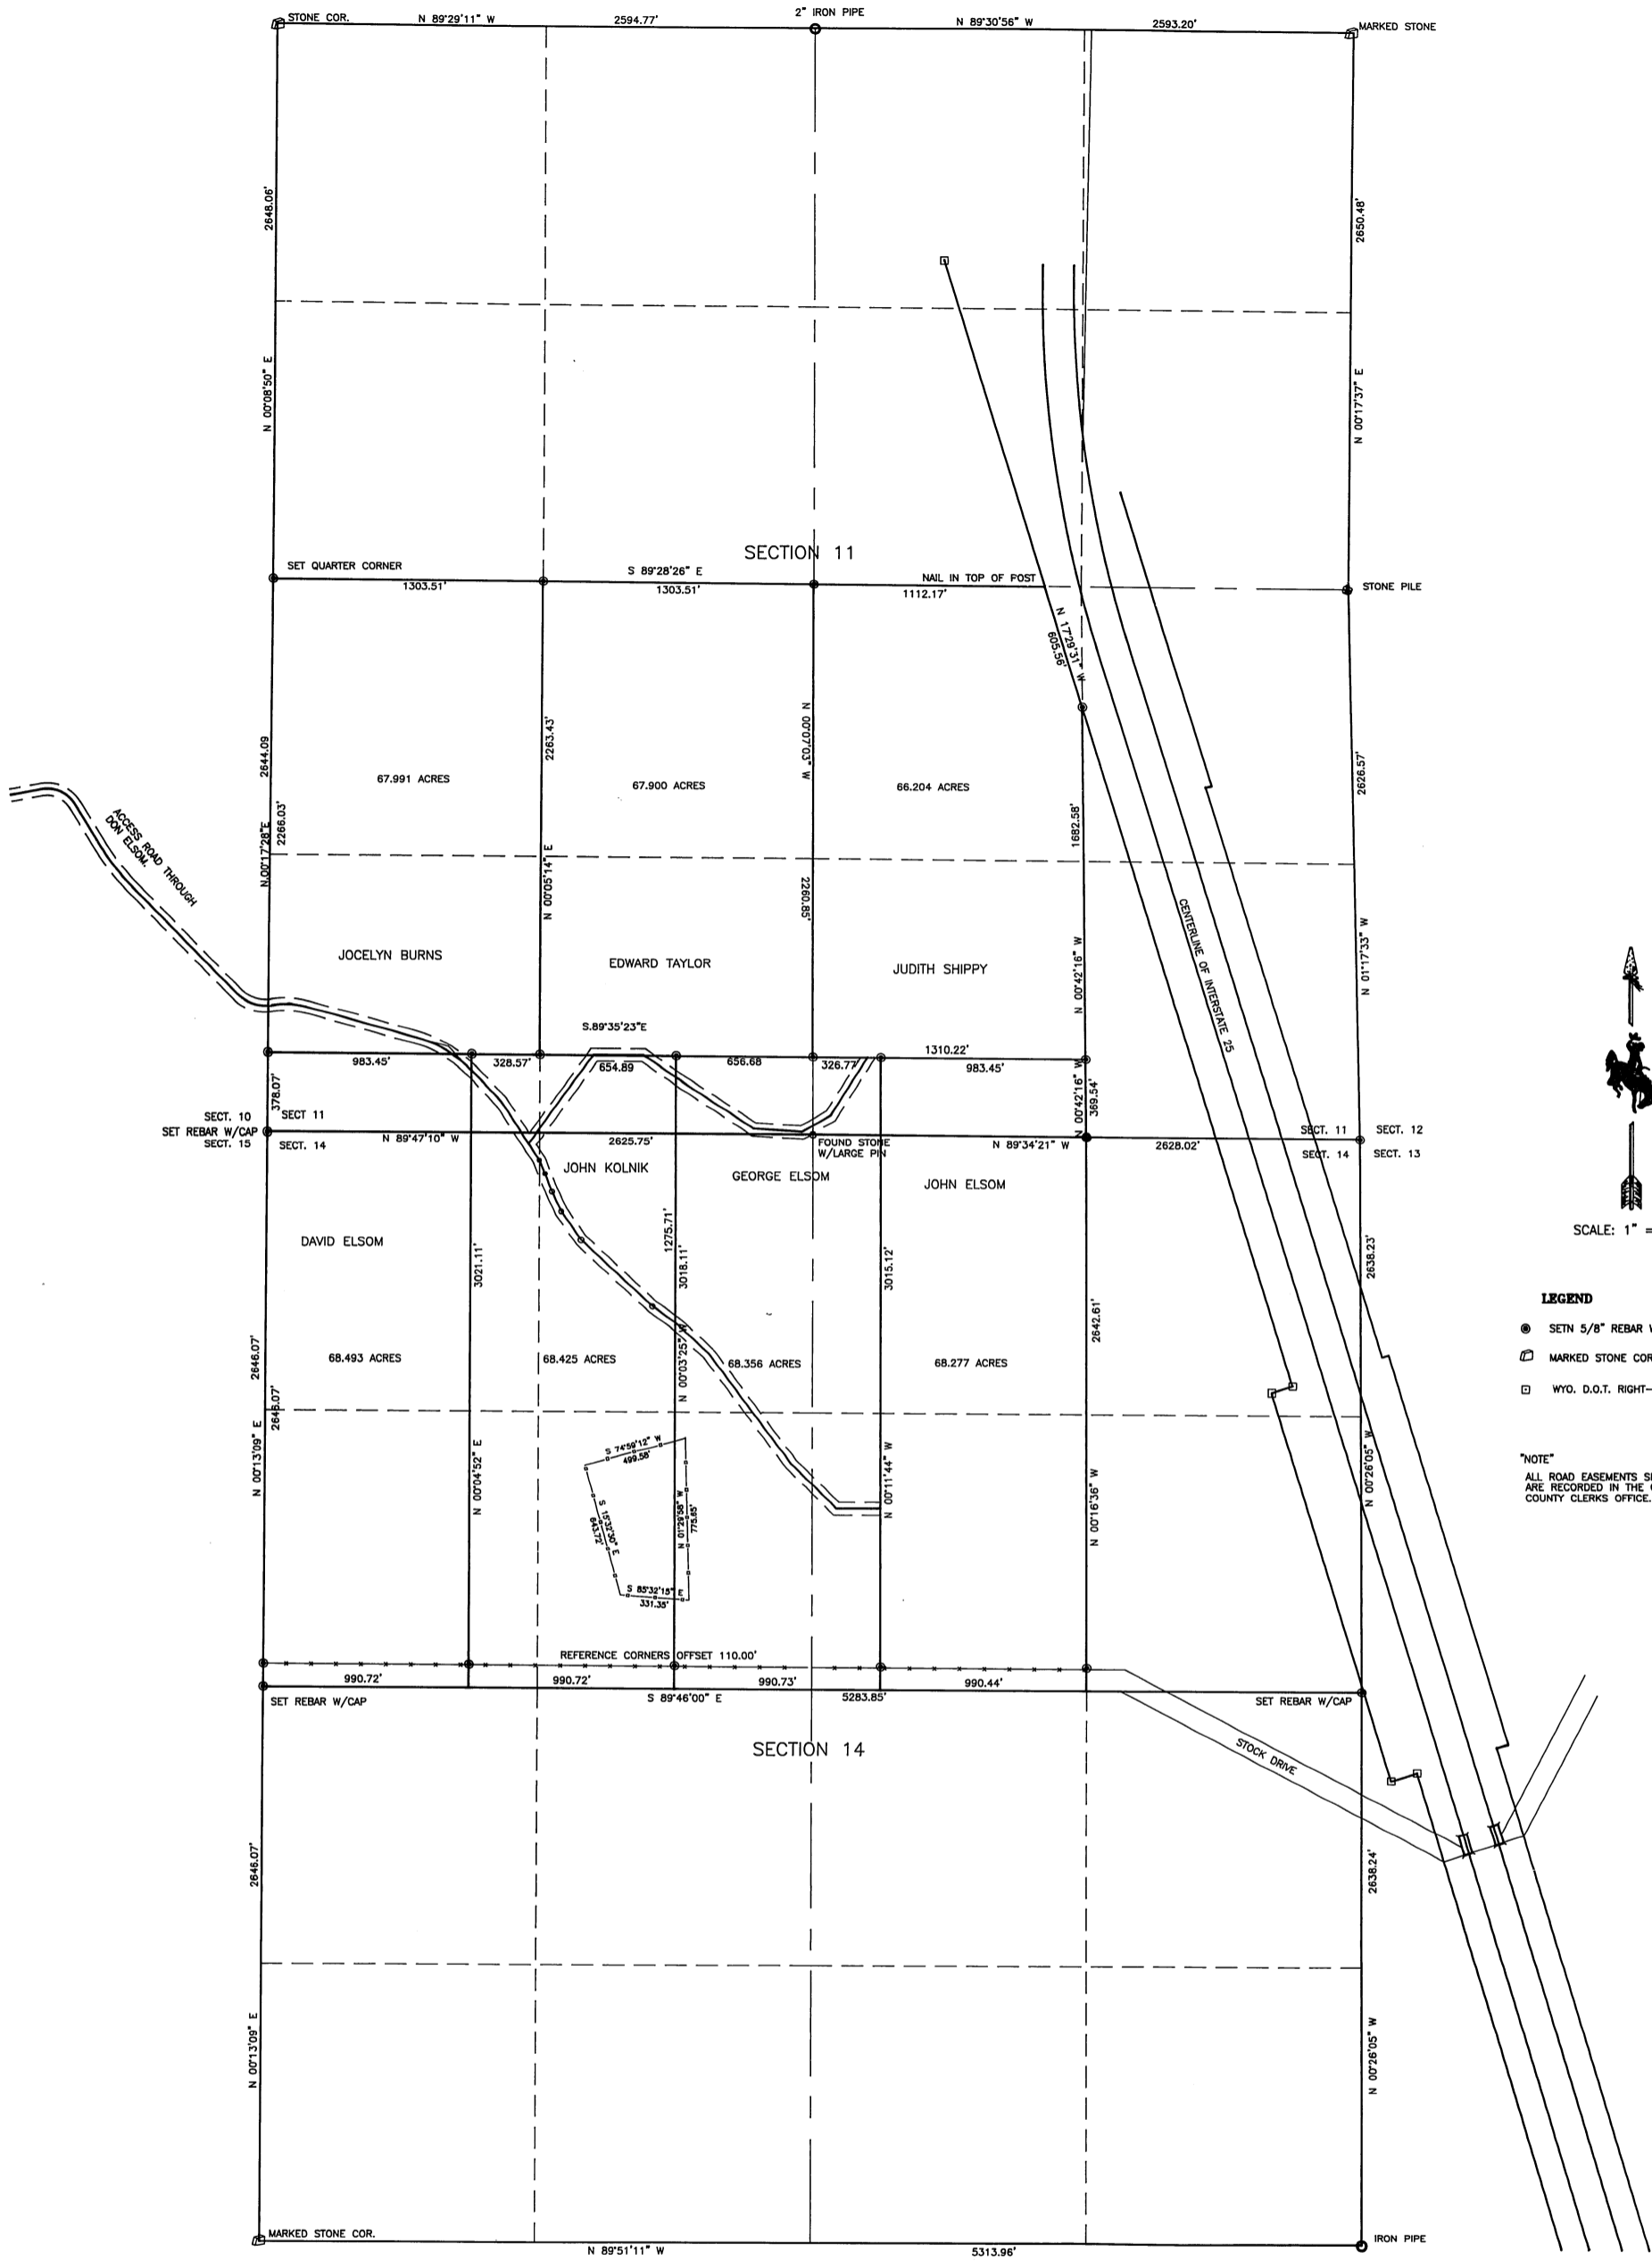 STONE COR.
N 89°29'11" W
2594.77'
2" IRON PIPE
N 89°30'56" W
2593.20'
MARKED STONE
2648.06'
2650.48'
N 00°08'50" E
N 00°17'37" E
SECTION 11
SET QUARTER CORNER
1303.51'
S 89°28'26" E
1303.51'
NAIL IN TOP OF POST
1112.17'
STONE PILE
N 17°29'31" W
605.56'
2644.09
2266.03'
N.00°17'28"E
2263.43'
N 00°05'14" E
N 00°07'03" W
2260.85'
1682.58'
N 00°42'16" W
2626.57'
N 01°17'33" W
67.991 ACRES
67.900 ACRES
66.204 ACRES
ACCESS ROAD THROUGH
DON ELSOM.
JOCELYN BURNS
EDWARD TAYLOR
JUDITH SHIPPY
CENTERLINE OF INTERSTATE 25
S.89°35'23"E
983.45'
328.57'
654.89
656.68
326.77'
1310.22'
983.45'
378.07'
N 00°42'16" W
369.54'
SECT. 10
SECT 11
SET REBAR W/CAP
SECT. 15
SECT. 14
N 89°47'10" W
2625.75'
FOUND STONE
W/LARGE PIN
N 89°34'21" W
2628.02'
SECT. 11
SECT. 12
SECT. 14
SECT. 13
JOHN KOLNIK
GEORGE ELSOM
JOHN ELSOM
DAVID ELSOM
3021.11'
1275.71'
3018.11'
3015.12'
2642.61'
2638.23'
SCALE: 1" =
LEGEND
SETN 5/8" REBAR
MARKED STONE COR
WYO. D.O.T. RIGHT-
"NOTE"
ALL ROAD EASEMENTS
ARE RECORDED IN THE
COUNTY CLERKS OFFICE.
2646.07'
2646.07'
N 00°13'09" E
68.493 ACRES
68.425 ACRES
68.356 ACRES
68.277 ACRES
N 00°03'25" W
N 00°04'52" E
N 00°11'44" W
N 00°16'36" W
N 00°26'05" W
S 74°59'12" W
499.58'
S 15°32'30" E
643.72'
N 01°29'58" W
775.65'
S 85°32'15" E
331.35'
REFERENCE CORNERS OFFSET 110.00'
990.72'
990.72'
990.73'
990.44'
SET REBAR W/CAP
S 89°46'00" E
5283.85'
SET REBAR W/CAP
SECTION 14
STOCK DRIVE
2646.07'
2638.24'
N 00°13'09" E
N 00°26'05" W
MARKED STONE COR.
N 89°51'11" W
5313.96'
IRON PIPE